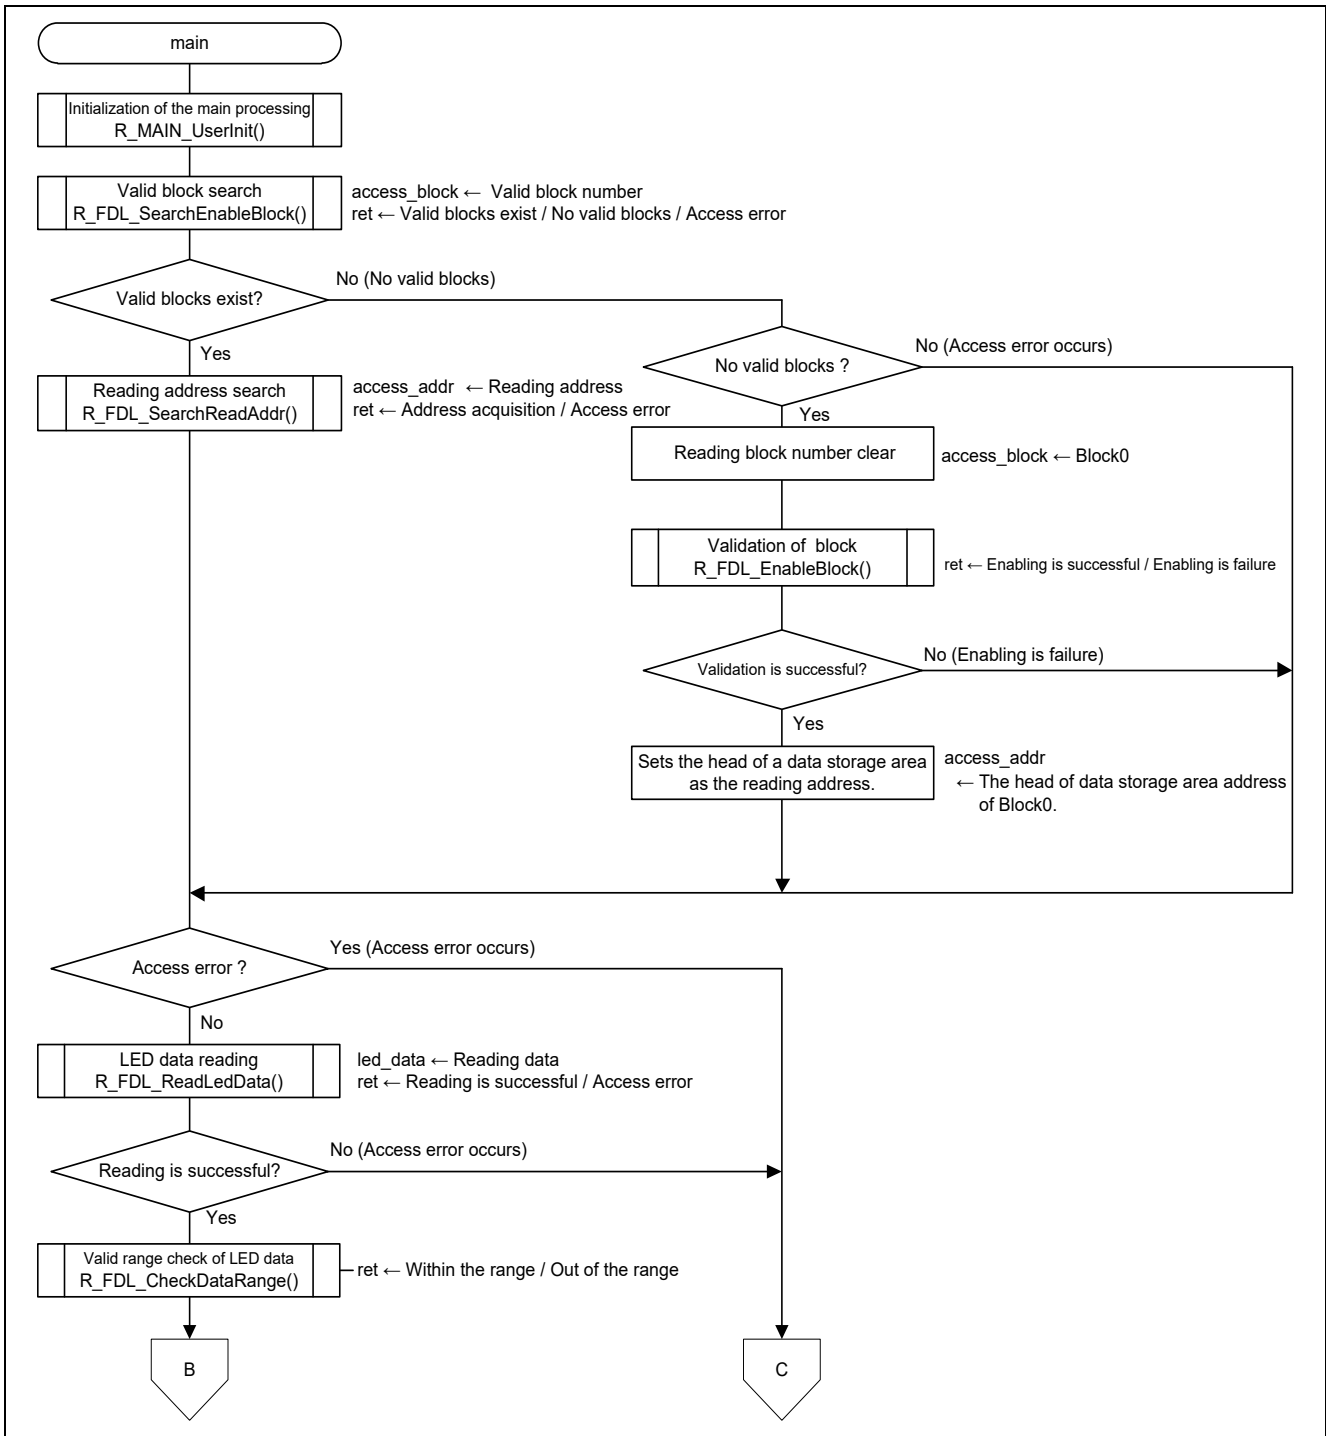 main
Initialization of the main processing
R_MAIN_UserInit()
Valid block search
R_FDL_SearchEnableBlock()
access_block ← Valid block number
ret ← Valid blocks exist / No valid blocks / Access error
Valid blocks exist?
No (No valid blocks)
Yes
No valid blocks ?
No (Access error occurs)
Yes
Reading address search
R_FDL_SearchReadAddr()
access_addr ← Reading address
ret ← Address acquisition / Access error
Reading block number clear
access_block ← Block0
Validation of block
R_FDL_EnableBlock()
ret ← Enabling is successful / Enabling is failure
Validation is successful?
No (Enabling is failure)
Yes
Sets the head of a data storage area
as the reading address.
access_addr
← The head of data storage area address
of Block0.
Access error ?
Yes (Access error occurs)
No
LED data reading
R_FDL_ReadLedData()
led_data ← Reading data
ret ← Reading is successful / Access error
Reading is successful?
No (Access error occurs)
Yes
Valid range check of LED data
R_FDL_CheckDataRange()
ret ← Within the range / Out of the range
B
C